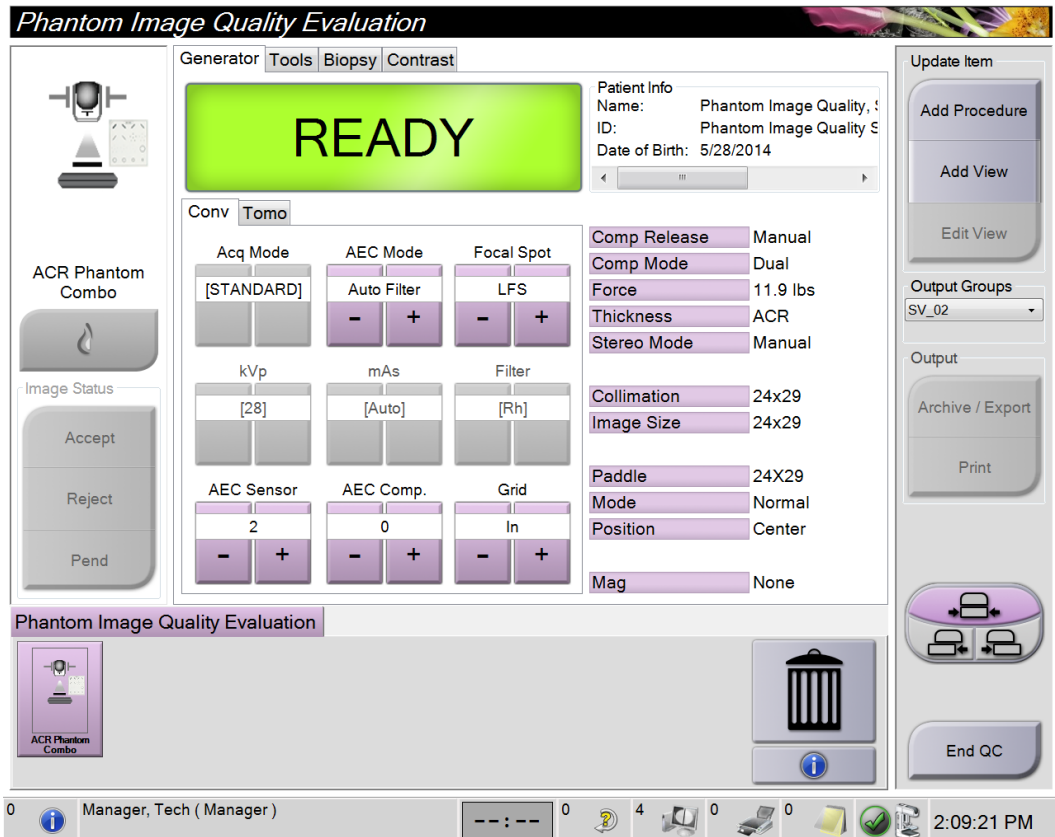 Phantom Image Quality Evaluation
Generator Tools Biopsy Contrast
READY
Patient Info
Name: Phantom Image Quality,
ID: Phantom Image Quality S
Date of Birth: 5/28/2014
ACR Phantom
Combo
Image Status
Accept
Reject
Pend
Conv Tomo
Acq Mode AEC Mode Focal Spot
[STANDARD] Auto Filter LFS
- + - +
kVp mAs Filter
[28] [Auto] [Rh]
AEC Sensor AEC Comp. Grid
2 0 In
- + - + - +
Comp Release Manual
Comp Mode Dual
Force 11.9 lbs
Thickness ACR
Stereo Mode Manual
Collimation 24x29
Image Size 24x29
Paddle 24X29
Mode Normal
Position Center
Mag None
Update Item
Add Procedure
Add View
Edit View
Output Groups
SV_02
Output
Archive / Export
Print
End QC
Phantom Image Quality Evaluation
ACR Phantom
Combo
0 Manager, Tech ( Manager ) --:-- 0 4 0 0 2:09:21 PM